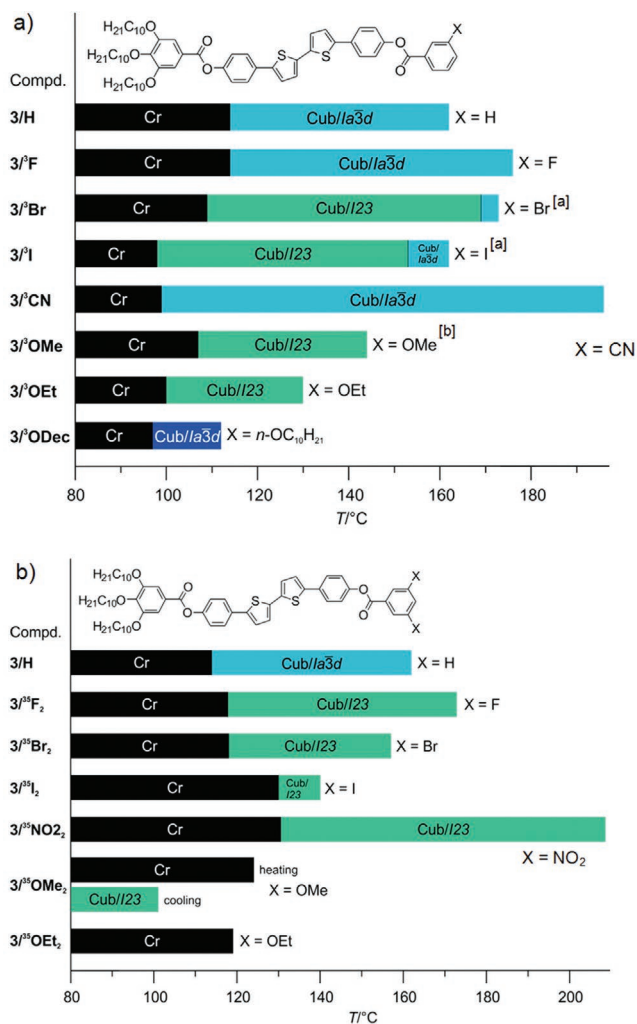 a)
H₂₁C₁₀O
H₂₁C₁₀O
H₂₁C₁₀O
O
O
S
S
O
O
X
Compd.
3/H
Cr
Cub/Ia3̅d
X = H
3/³F
Cr
Cub/Ia3̅d
X = F
3/³Br
Cr
Cub/I23
X = Br[a]
3/³I
Cr
Cub/I23
Cub/
Ia3̅d
X = I[a]
3/³CN
Cr
Cub/Ia3̅d
X = CN
3/³OMe
Cr
Cub/I23
X = OMe[b]
3/³OEt
Cr
Cub/I23
X = OEt
3/³ODec
Cr
Cub/Ia3̅d
X = n-OC₁₀H₂₁
80 100 120 140 160 180
T/°C
b)
H₂₁C₁₀O
H₂₁C₁₀O
H₂₁C₁₀O
O
O
S
S
O
O
X
X
Compd.
3/H
Cr
Cub/Ia3̅d
X = H
3/³⁵F₂
Cr
Cub/I23
X = F
3/³⁵Br₂
Cr
Cub/I23
X = Br
3/³⁵I₂
Cr
Cub/
I23
X = I
3/³⁵NO2₂
Cr
Cub/I23
X = NO₂
3/³⁵OMe₂
Cr
heating
X = OMe
Cub/I23
cooling
3/³⁵OEt₂
Cr
X = OEt
80 100 120 140 160 180 200
T/°C